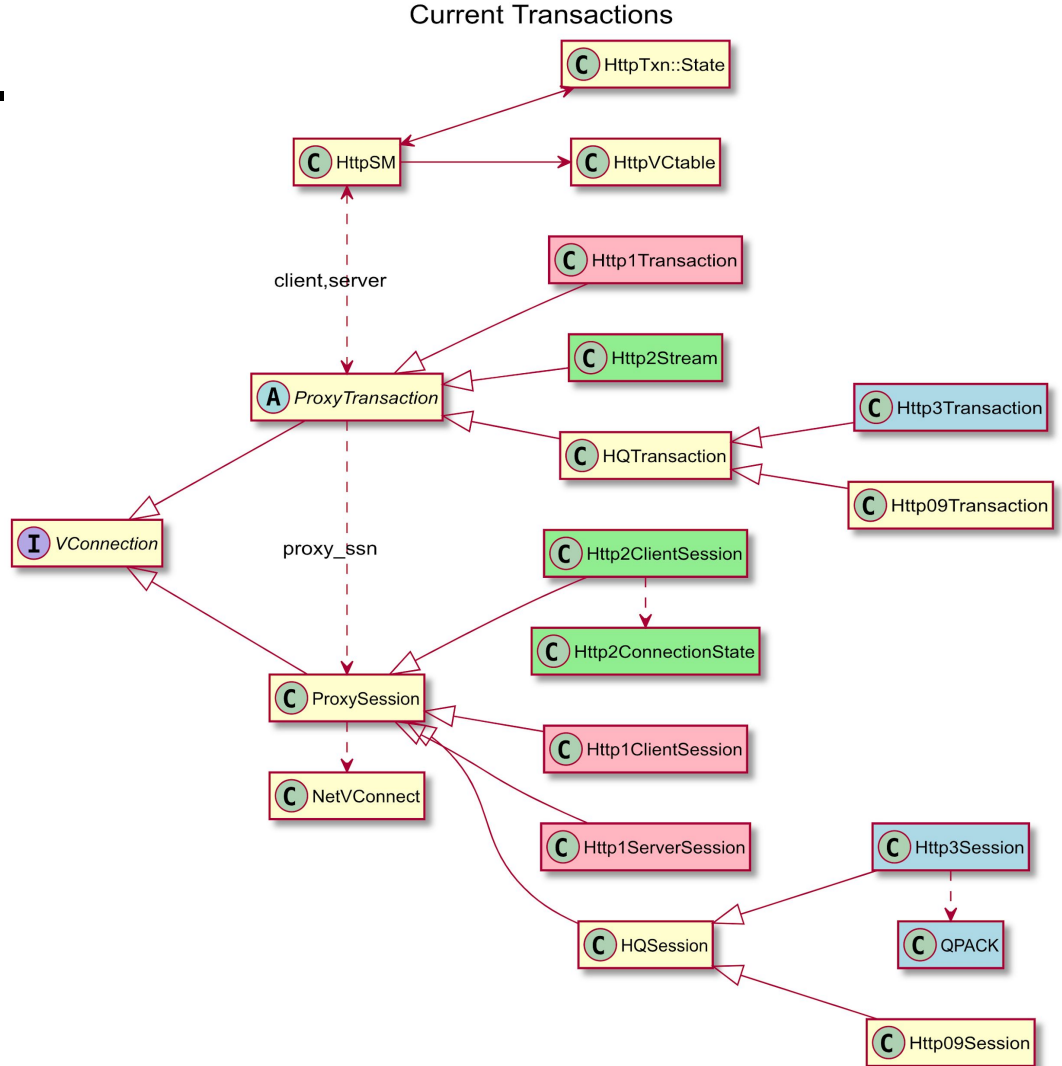 Current Transactions
C HttpTxn::State
C HttpSM
C HttpVCtable
C Http1Transaction
client,server
C Http2Stream
A ProxyTransaction
C Http3Transaction
C HQTransaction
C Http09Transaction
I VConnection
proxy_ssn
C Http2ClientSession
C Http2ConnectionState
C ProxySession
C Http1ClientSession
C NetVConnect
C Http1ServerSession
C Http3Session
C HQSession
C QPACK
C Http09Session